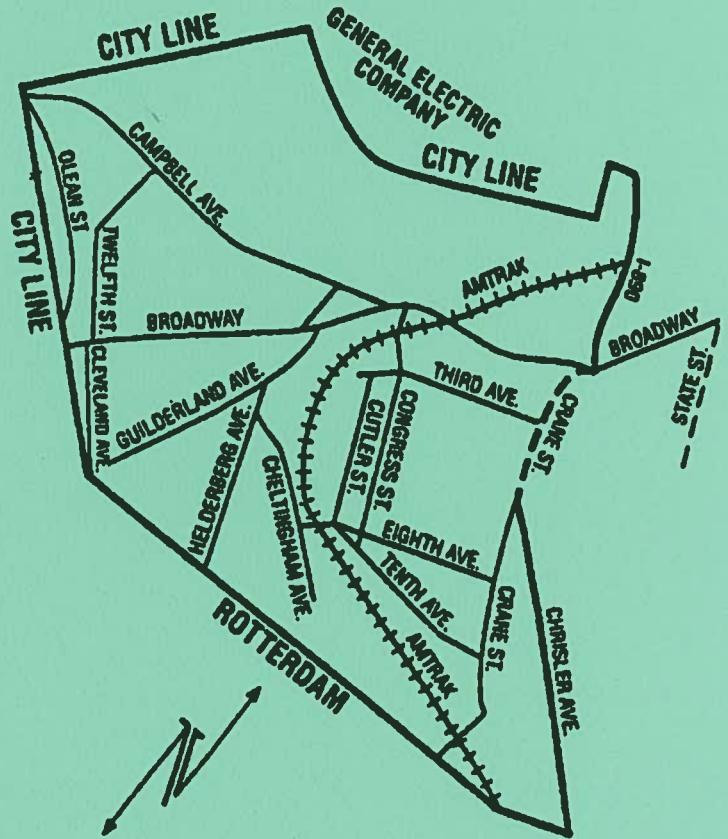 CITY LINE
GENERAL ELECTRIC
COMPANY
CITY LINE
OLEAN ST
CAMPBELL AVE.
CITY LINE
TWELFTH ST.
AMTRAK
I-890
BROADWAY
BROADWAY
STATE ST.
CLEVELAND AVE.
GUILDERLAND AVE.
THIRD AVE.
CRANE ST.
HELDERBERG AVE.
CHELTINGHAM AVE.
CUTLER ST.
CONGRESS ST.
EIGHTH AVE.
TENTH AVE.
CRANE ST.
CHRISLER AVE.
ROTTERDAM
AMTRAK
N